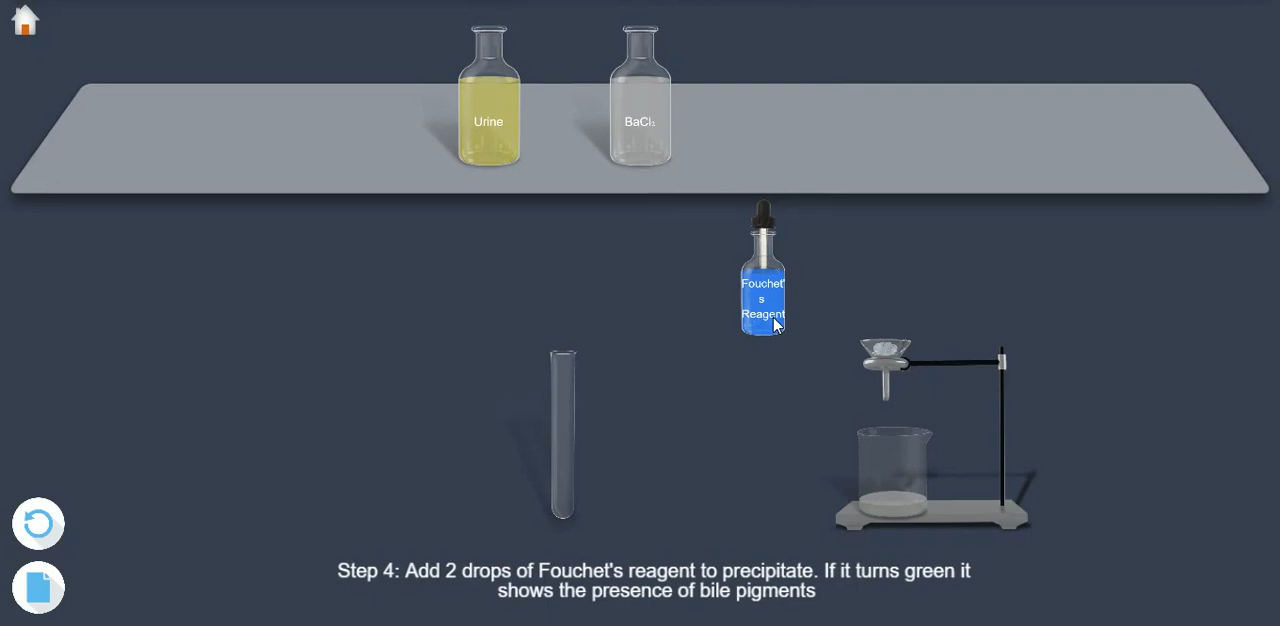 Urine
BaCl₂
Fouchet'
s
Reagent
Step 4: Add 2 drops of Fouchet's reagent to precipitate. If it turns green it
shows the presence of bile pigments